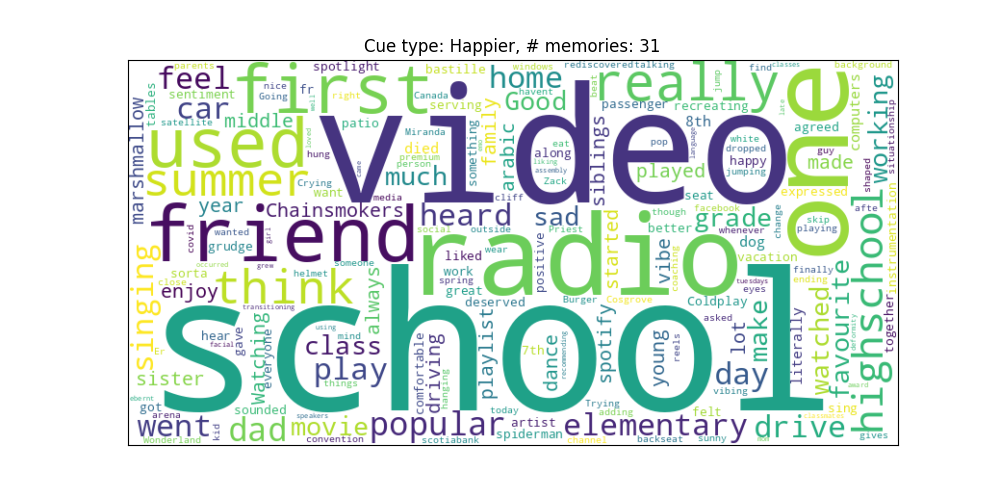 Cue type: Happier, # memories: 31
parents
spotlight
bastille
windows
rediscovered
talking
find
classes
background
feel
nice
Going
fr
first
right
Canada
home
havent
beat
really
jump
late
one
computers
car
sentiment
well
serving
Good
passenger
recreating
tables
satellite
middle
loved
patio
video
Miranda
something
family
arabic
8th
language
white
agreed
working
situationship
marshmallow
used
hung
died
premium
person
along
eat
pop
dropped
guy
made
shaped
summer
Crying
came
much
liking
assembly
Zack
siblings
played
happy
jumping
expressed
instrumentation
want
media
cliff
seat
year
Chainsmokers
heard
sad
though
facebook
skip
afte
friend
covid
wanted
girl
social
outside
Priest
better
grade
whenever
change
playing
grudge
wear
positive
started
vibe
dog
highschool
singing
occurred
grew
someone
liked
radio
coaching
vacation
finally
sorta
close
helmet
think
always
work
spring
eyes
ending
favourite
together
enjoy
transitioning
great
deserved
Burger
Cosgrove
Coldplay
school
using
mind
playlists
spotify
asked
make
literally
watched
deformity
hear
facial
gave
everyone
Watching
class
comfortable
driving
7th
dance
recommending
young
reels
lot
Er
play
things
hanging
day
vibing
award
sister
got
sounded
today
Trying
adding
felt
sing
arena
went
kid
dad
speakers
movie
popular
artist
elementary
drive
Wonderland
convention
scotiabank
spiderman
channel
backseat
sunny
gives